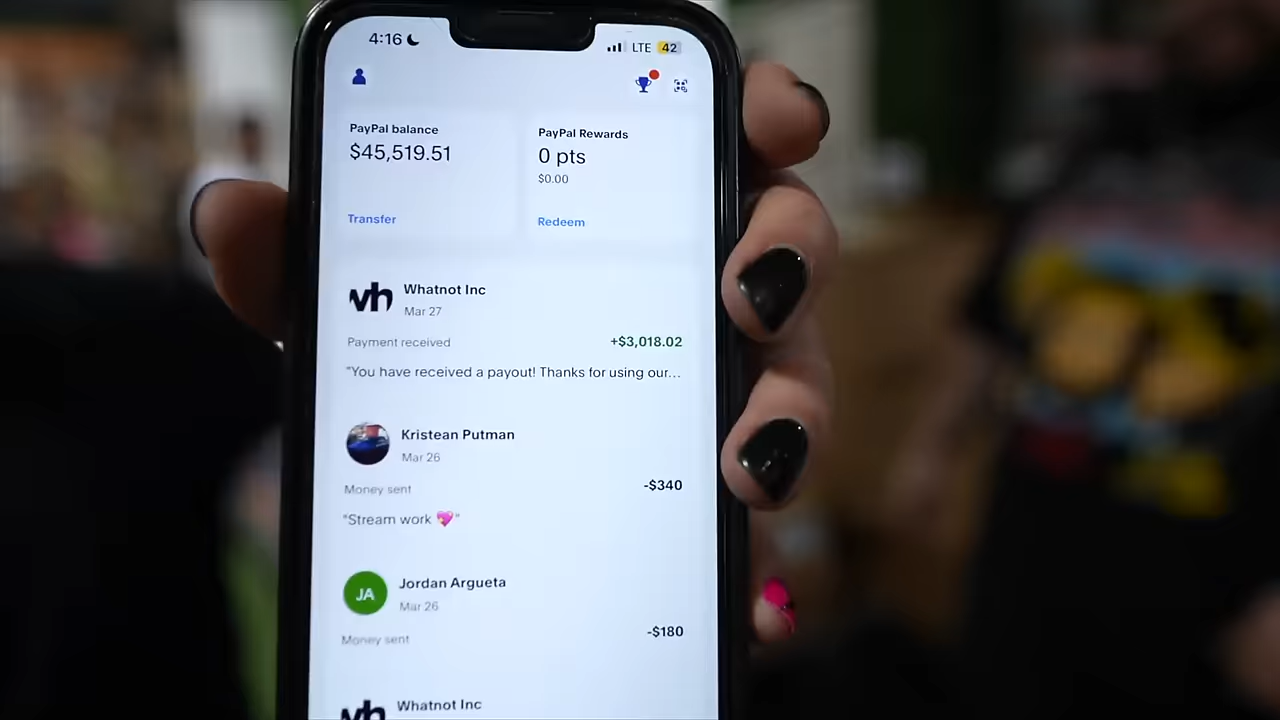 4:16
LTE 42
PayPal balance
$45,519.51
Transfer
PayPal Rewards
0 pts
$0.00
Redeem
wh Whatnot Inc
Mar 27
Payment received +$3,018.02
"You have received a payout! Thanks for using our...
Kristean Putman
Mar 26
Money sent -$340
"Stream work 💖"
JA Jordan Argueta
Mar 26
Money sent -$180
wh Whatnot Inc